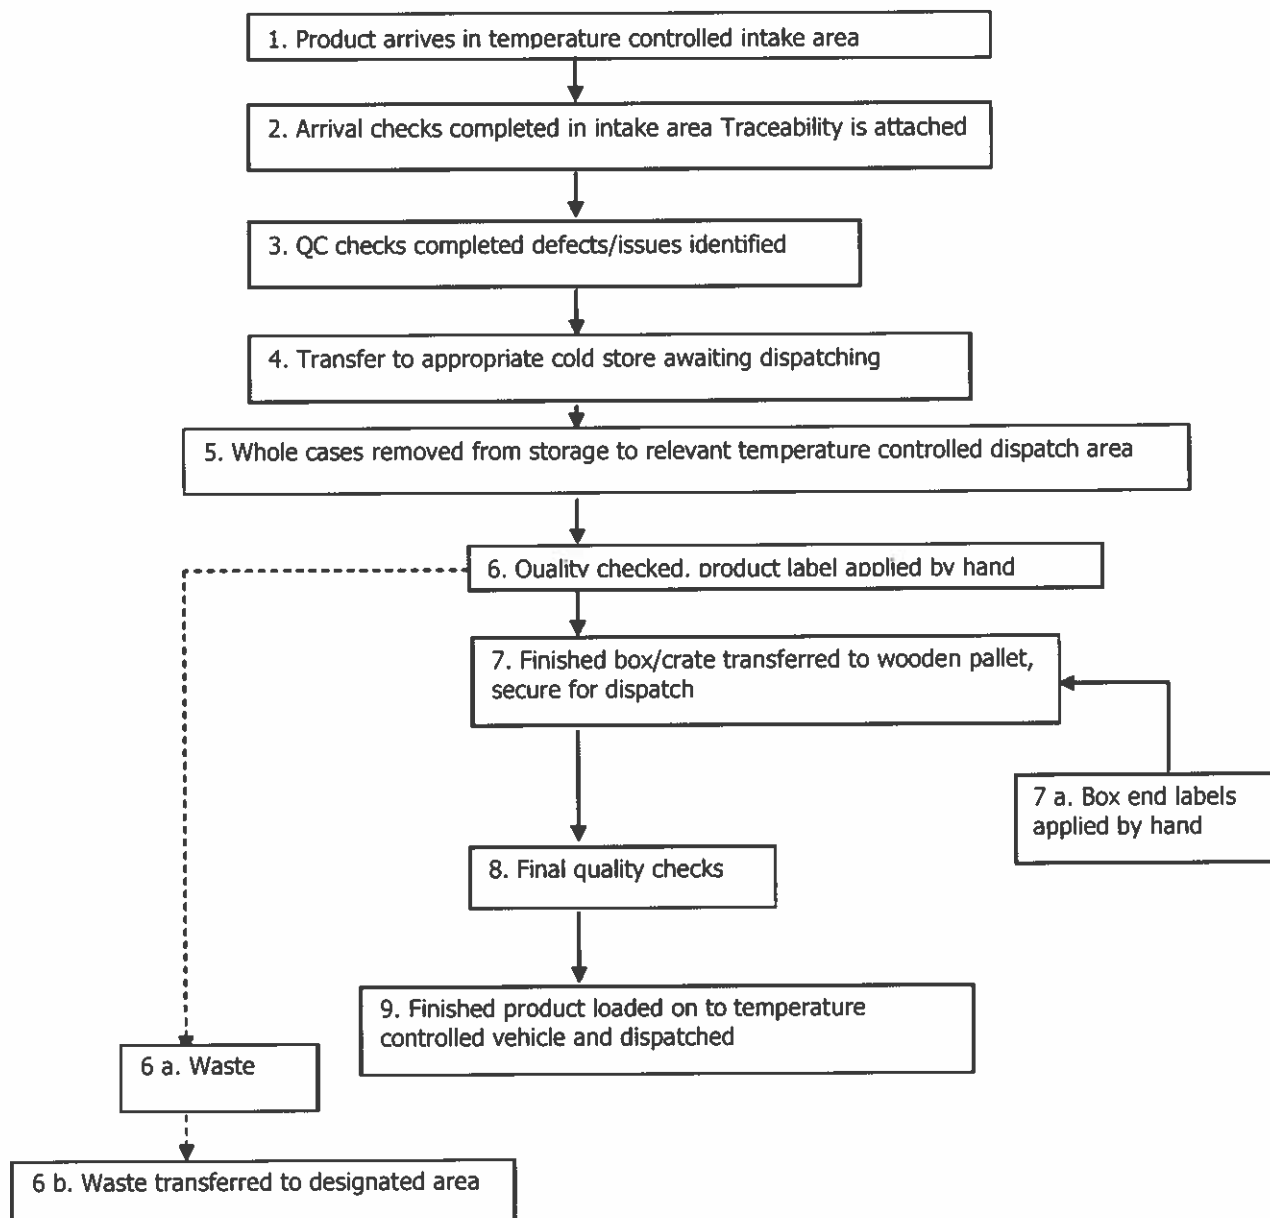 1. Product arrives in temperature controlled intake area
2. Arrival checks completed in intake area Traceability is attached
3. QC checks completed defects/issues identified
4. Transfer to appropriate cold store awaiting dispatching
5. Whole cases removed from storage to relevant temperature controlled dispatch area
6. Quality checked, product label applied by hand
7. Finished box/crate transferred to wooden pallet,
secure for dispatch
7 a. Box end labels
applied by hand
8. Final quality checks
9. Finished product loaded on to temperature
controlled vehicle and dispatched
6 a. Waste
6 b. Waste transferred to designated area